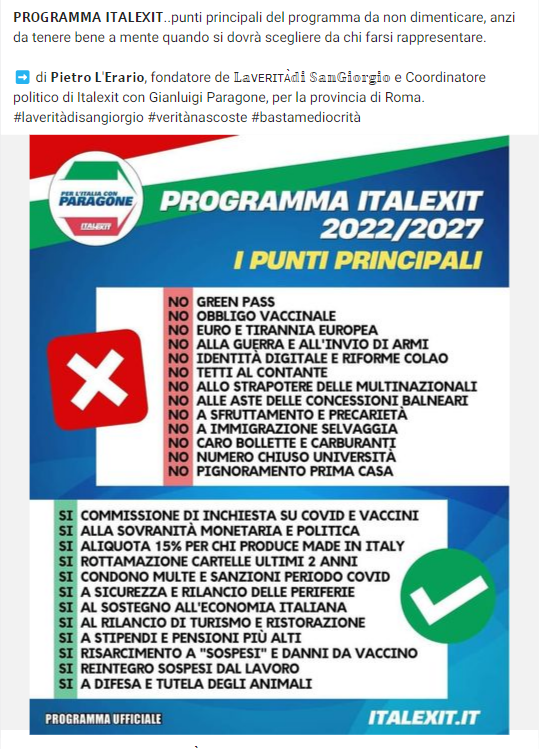 PROGRAMMA ITALEXIT..punti principali del programma da non dimenticare, anzi
da tenere bene a mente quando si dovrà scegliere da chi farsi rappresentare.
➡️ di Pietro L'Erario, fondatore de 𝕃𝕒VERITÀ𝕕𝕚 𝕊𝕒𝕟𝔾𝕚𝕠𝕣𝕘𝕚𝕠 e Coordinatore
politico di Italexit con Gianluigi Paragone, per la provincia di Roma.
#laveritàdisangiorgio #veritànascoste #bastamediocrità
PER L'ITALIA CON
PARAGONE
ITALEXIT
PROGRAMMA ITALEXIT
2022/2027
I PUNTI PRINCIPALI
NO GREEN PASS
NO OBBLIGO VACCINALE
NO EURO E TIRANNIA EUROPEA
NO ALLA GUERRA E ALL'INVIO DI ARMI
NO IDENTITÀ DIGITALE E RIFORME COLAO
NO TETTI AL CONTANTE
NO ALLO STRAPOTERE DELLE MULTINAZIONALI
NO ALLE ASTE DELLE CONCESSIONI BALNEARI
NO A SFRUTTAMENTO E PRECARIETÀ
NO A IMMIGRAZIONE SELVAGGIA
NO CARO BOLLETTE E CARBURANTI
NO NUMERO CHIUSO UNIVERSITÀ
NO PIGNORAMENTO PRIMA CASA
SI COMMISSIONE DI INCHIESTA SU COVID E VACCINI
SI ALLA SOVRANITÀ MONETARIA E POLITICA
SI ALIQUOTA 15% PER CHI PRODUCE MADE IN ITALY
SI ROTTAMAZIONE CARTELLE ULTIMI 2 ANNI
SI CONDONO MULTE E SANZIONI PERIODO COVID
SI A SICUREZZA E RILANCIO DELLE PERIFERIE
SI AL SOSTEGNO ALL'ECONOMIA ITALIANA
SI AL RILANCIO DI TURISMO E RISTORAZIONE
SI A STIPENDI E PENSIONI PIÙ ALTI
SI RISARCIMENTO A "SOSPESI" E DANNI DA VACCINO
SI REINTEGRO SOSPESI DAL LAVORO
SI A DIFESA E TUTELA DEGLI ANIMALI
PROGRAMMA UFFICIALE
ITALEXIT.IT